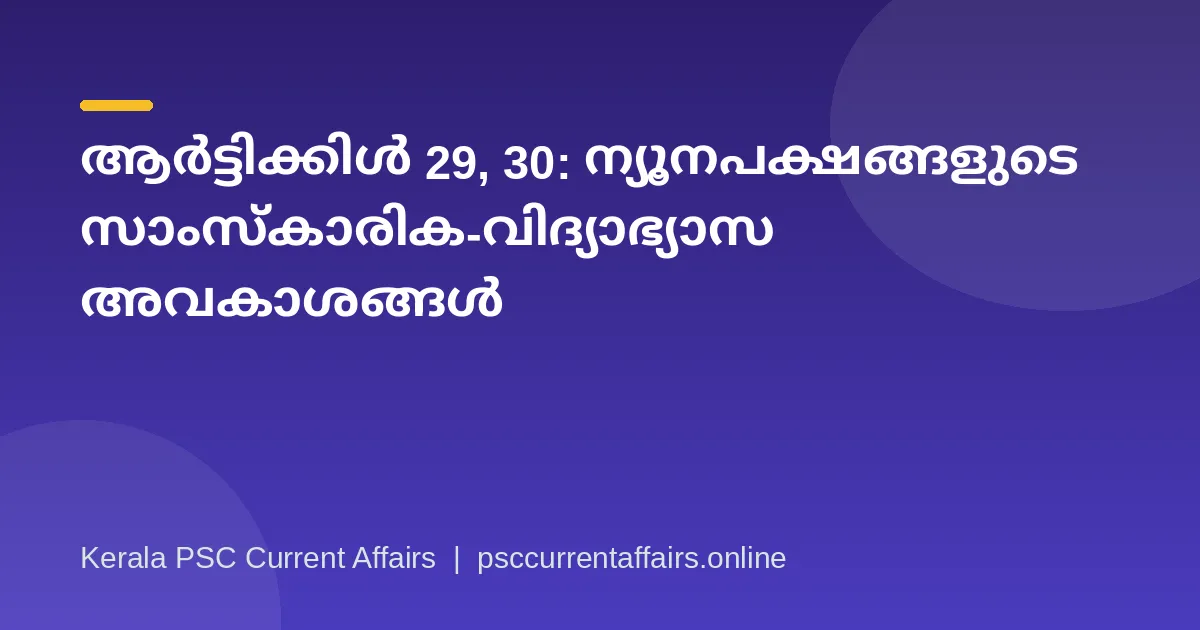 ആർട്ടിക്കിൾ 29, 30: ന്യൂനപക്ഷങ്ങളുടെ
സാംസ്കാരിക-വിദ്യാഭ്യാസ
അവകാശങ്ങൾ
Kerala PSC Current Affairs | psccurrentaffairs.online